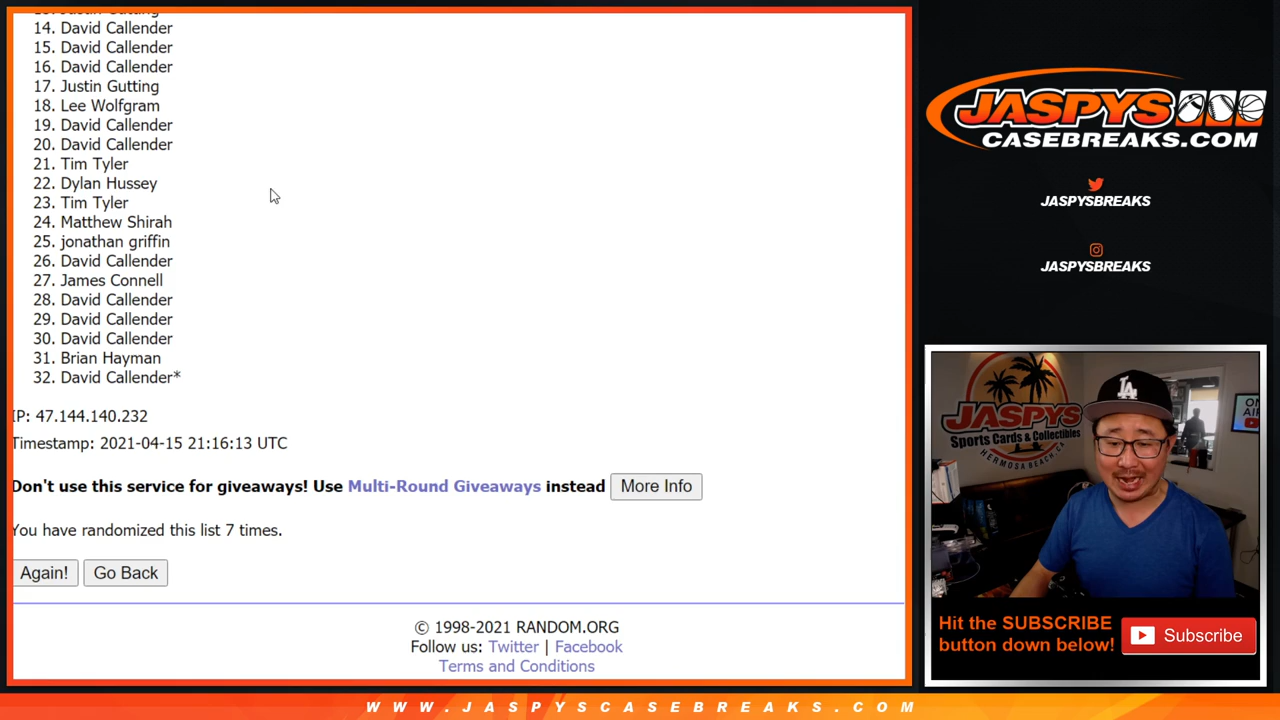 14. David Callender
15. David Callender
16. David Callender
17. Justin Gutting
18. Lee Wolfgram
19. David Callender
20. David Callender
21. Tim Tyler
22. Dylan Hussey
23. Tim Tyler
24. Matthew Shirah
25. jonathan griffin
26. David Callender
27. James Connell
28. David Callender
29. David Callender
30. David Callender
31. Brian Hayman
32. David Callender*
IP: 47.144.140.232
Timestamp: 2021-04-15 21:16:13 UTC
Don't use this service for giveaways! Use Multi-Round Giveaways instead More Info
You have randomized this list 7 times.
Again! Go Back
© 1998-2021 RANDOM.ORG
Follow us: Twitter | Facebook
Terms and Conditions
JASPYS
CASEBREAKS.COM
JASPYSBREAKS
JASPYSBREAKS
JASPYS
Sports Cards & Collectibles
HERMOSA BEACH, CA
LA
ON
AIR
Hit the SUBSCRIBE
button down below!
Subscribe
WWW.JASPYSCASEBREAKS.COM